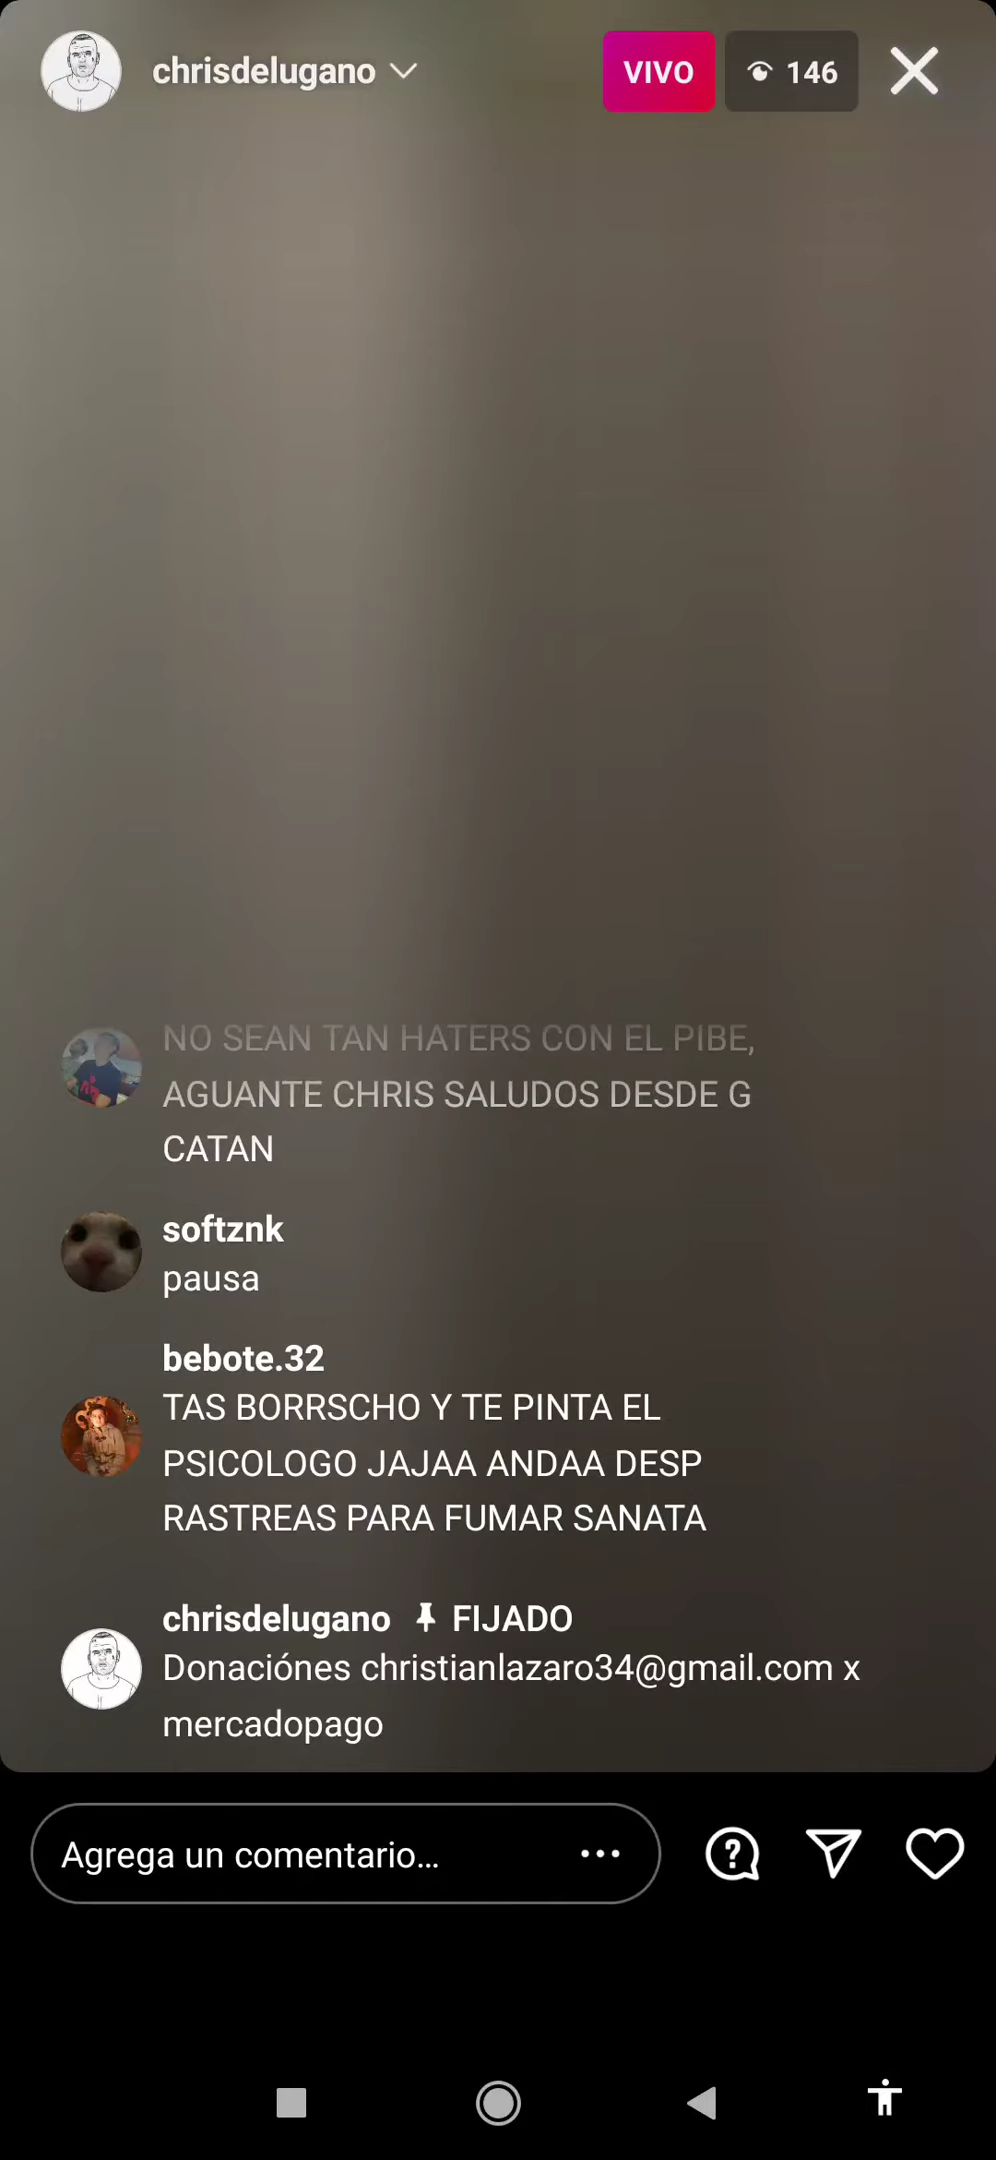 chrisdelugano
VIVO
146
NO SEAN TAN HATERS CON EL PIBE,
AGUANTE CHRIS SALUDOS DESDE G
CATAN
softznk
pausa
bebote.32
TAS BORRSCHO Y TE PINTA EL
PSICOLOGO JAJAA ANDAA DESP
RASTREAS PARA FUMAR SANATA
chrisdelugano FIJADO
Donaciónes christianlazaro34@gmail.com x
mercadopago
Agrega un comentario...